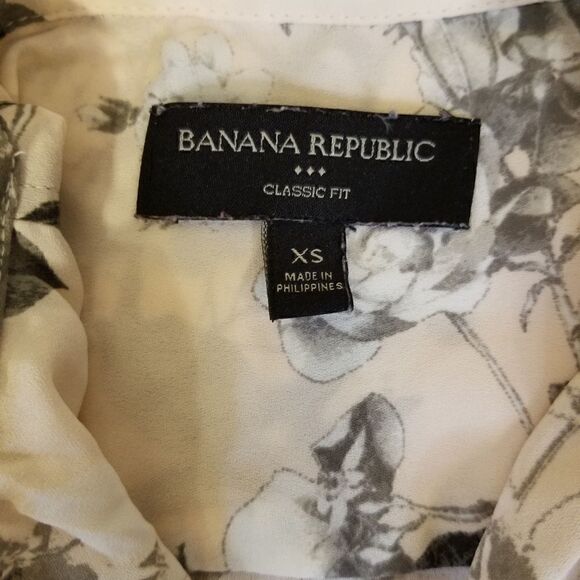 BANANA REPUBLIC
CLASSIC FIT
XS
MADE IN
PHILIPPINES